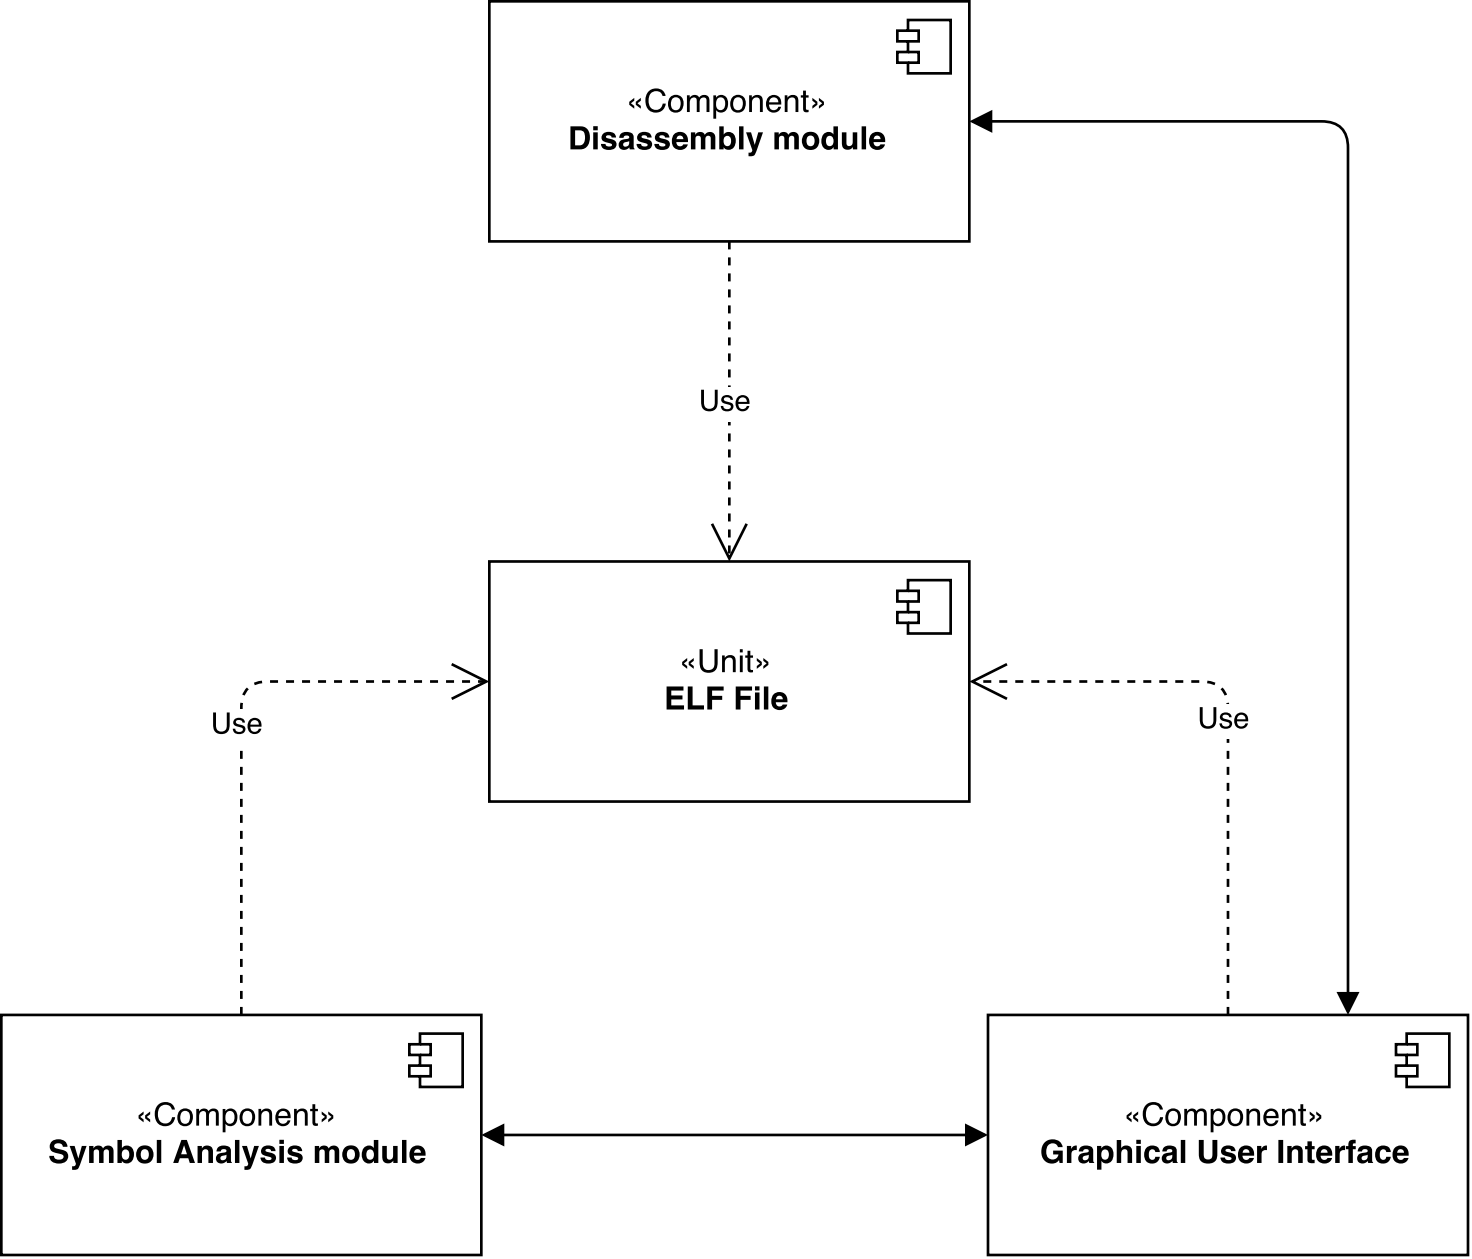 «Component»
Disassembly module
Use
«Unit»
ELF File
Use
Use
«Component»
Symbol Analysis module
«Component»
Graphical User Interface